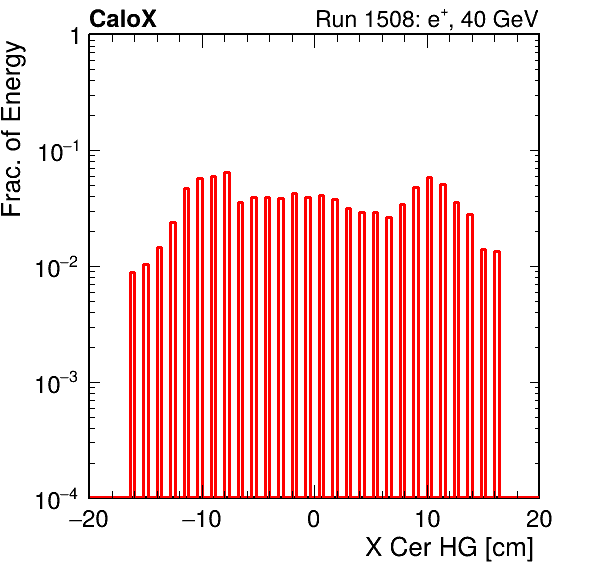 CaloX Run 1508: e⁺, 40 GeV
Frac. of Energy
1
10⁻¹
10⁻²
10⁻³
10⁻⁴
−20 −10 0 10 20
X Cer HG [cm]